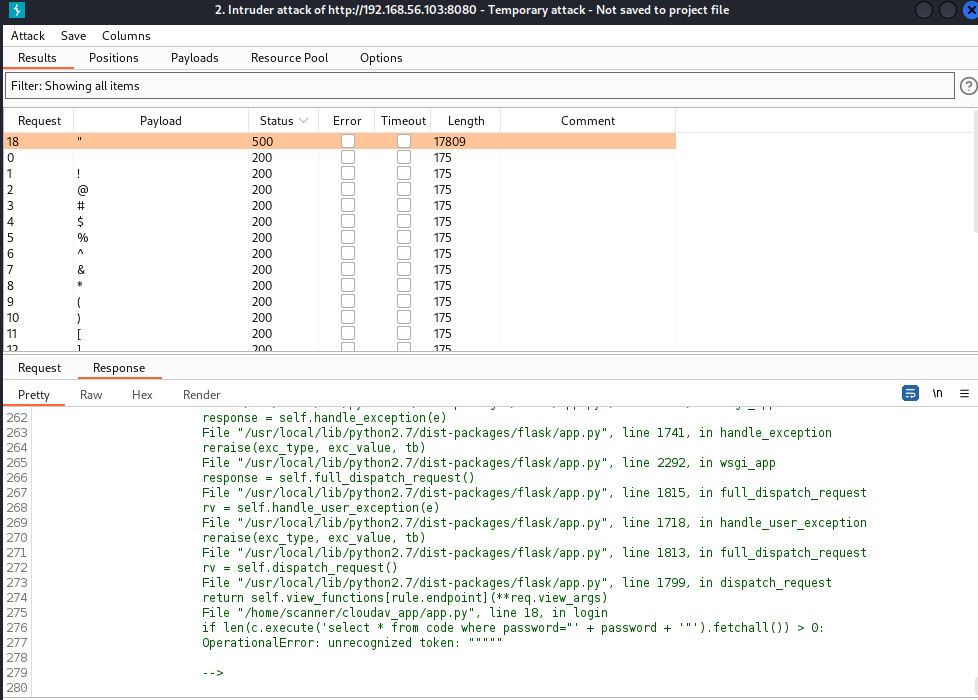 2. Intruder attack of http://192.168.56.103:8080 - Temporary attack - Not saved to project file
Attack Save Columns
Results Positions Payloads Resource Pool Options
Filter: Showing all items
?
Request Payload Status Error Timeout Length Comment
18 " 500 17809
0 200 175
1 ! 200 175
2 @ 200 175
3 # 200 175
4 $ 200 175
5 % 200 175
6 ^ 200 175
7 & 200 175
8 * 200 175
9 ( 200 175
10 ) 200 175
11 [ 200 175
12 ] 200 175
Request Response
Pretty Raw Hex Render \n
262 response = self.handle_exception(e)
263 File "/usr/local/lib/python2.7/dist-packages/flask/app.py", line 1741, in handle_exception
264 reraise(exc_type, exc_value, tb)
265 File "/usr/local/lib/python2.7/dist-packages/flask/app.py", line 2292, in wsgi_app
266 response = self.full_dispatch_request()
267 File "/usr/local/lib/python2.7/dist-packages/flask/app.py", line 1815, in full_dispatch_request
268 rv = self.handle_user_exception(e)
269 File "/usr/local/lib/python2.7/dist-packages/flask/app.py", line 1718, in handle_user_exception
270 reraise(exc_type, exc_value, tb)
271 File "/usr/local/lib/python2.7/dist-packages/flask/app.py", line 1813, in full_dispatch_request
272 rv = self.dispatch_request()
273 File "/usr/local/lib/python2.7/dist-packages/flask/app.py", line 1799, in dispatch_request
274 return self.view_functions[rule.endpoint](**req.view_args)
275 File "/home/scanner/cloudav_app/app.py", line 18, in login
276 if len(c.execute('select * from code where password="' + password + '"').fetchall()) > 0:
277 OperationalError: unrecognized token: """""
278
279 -->
280